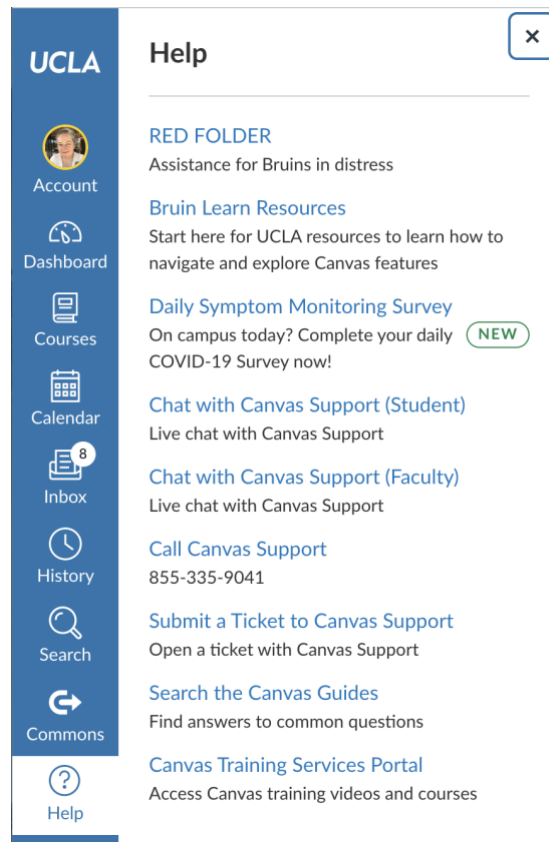 UCLA
Account
Dashboard
Courses
Calendar
8
Inbox
History
Search
Commons
Help
Help
×
RED FOLDER
Assistance for Bruins in distress
Bruin Learn Resources
Start here for UCLA resources to learn how to
navigate and explore Canvas features
Daily Symptom Monitoring Survey
On campus today? Complete your daily NEW
COVID-19 Survey now!
Chat with Canvas Support (Student)
Live chat with Canvas Support
Chat with Canvas Support (Faculty)
Live chat with Canvas Support
Call Canvas Support
855-335-9041
Submit a Ticket to Canvas Support
Open a ticket with Canvas Support
Search the Canvas Guides
Find answers to common questions
Canvas Training Services Portal
Access Canvas training videos and courses